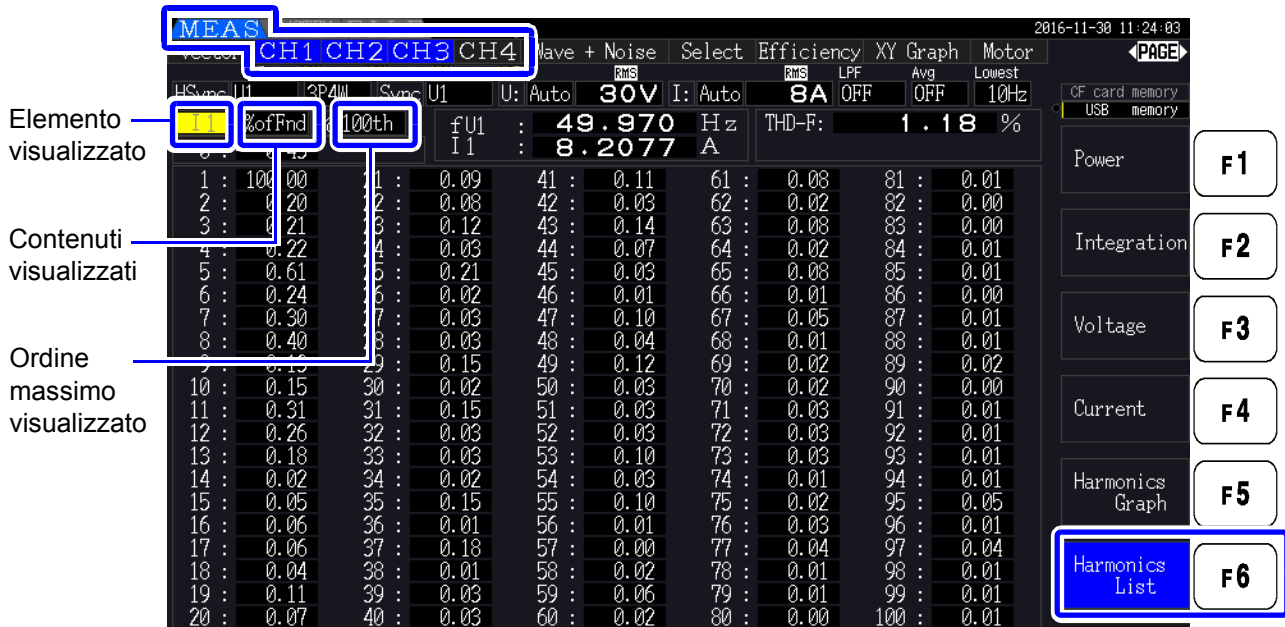 MEAS SYSTEM FILE 2016-11-30 11:24:03
Vector CH1 CH2 CH3 CH4 Wave + Noise Select Efficiency XY Graph Motor PAGE
RMS RMS LPF Avg Lowest
HSync U1 3P4W Sync U1 U: Auto 30V I: Auto 8A OFF OFF 10Hz
CF card memory
USB memory
Elemento
visualizzato
I1 %ofFnd 100th fU1 : 49.970 Hz THD-F: 1.18 %
I1 : 8.2077 A
Contenuti
visualizzati
Ordine
massimo
visualizzato
1 : 100.00 21 : 0.09 41 : 0.11 61 : 0.08 81 : 0.01
2 : 0.20 22 : 0.08 42 : 0.03 62 : 0.02 82 : 0.00
3 : 0.21 23 : 0.12 43 : 0.14 63 : 0.08 83 : 0.00
4 : 0.22 24 : 0.03 44 : 0.07 64 : 0.02 84 : 0.01
5 : 0.61 25 : 0.21 45 : 0.03 65 : 0.08 85 : 0.01
6 : 0.24 26 : 0.02 46 : 0.01 66 : 0.01 86 : 0.00
7 : 0.30 27 : 0.03 47 : 0.10 67 : 0.05 87 : 0.01
8 : 0.40 28 : 0.03 48 : 0.04 68 : 0.01 88 : 0.01
9 : 29 : 0.15 49 : 0.12 69 : 0.02 89 : 0.02
10 : 0.15 30 : 0.02 50 : 0.03 70 : 0.02 90 : 0.00
11 : 0.31 31 : 0.15 51 : 0.03 71 : 0.03 91 : 0.01
12 : 0.26 32 : 0.03 52 : 0.03 72 : 0.03 92 : 0.01
13 : 0.18 33 : 0.03 53 : 0.10 73 : 0.03 93 : 0.01
14 : 0.02 34 : 0.02 54 : 0.03 74 : 0.01 94 : 0.01
15 : 0.05 35 : 0.15 55 : 0.10 75 : 0.02 95 : 0.05
16 : 0.06 36 : 0.01 56 : 0.01 76 : 0.03 96 : 0.01
17 : 0.06 37 : 0.18 57 : 0.00 77 : 0.04 97 : 0.04
18 : 0.04 38 : 0.01 58 : 0.02 78 : 0.01 98 : 0.01
19 : 0.11 39 : 0.03 59 : 0.06 79 : 0.01 99 : 0.01
20 : 0.07 40 : 0.03 60 : 0.02 80 : 0.00 100 : 0.01
Power F1
Integration F2
Voltage F3
Current F4
Harmonics
Graph F5
Harmonics
List F6